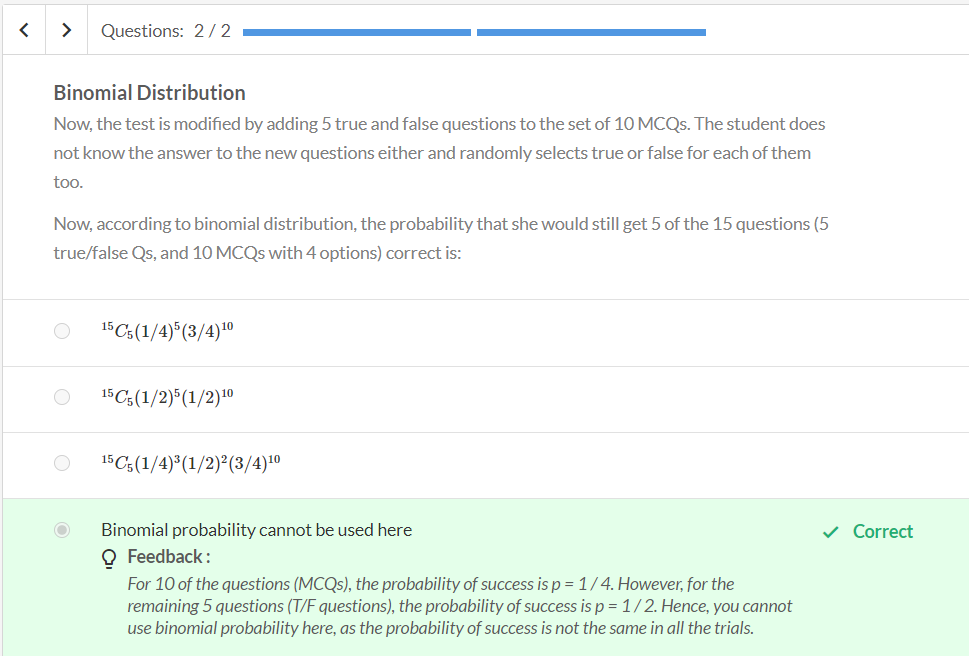 Questions: 2 / 2
Binomial Distribution
Now, the test is modified by adding 5 true and false questions to the set of 10 MCQs. The student does
not know the answer to the new questions either and randomly selects true or false for each of them
too.
Now, according to binomial distribution, the probability that she would still get 5 of the 15 questions (5
true/false Qs, and 10 MCQs with 4 options) correct is:
¹⁵C₅(1/4)⁵(3/4)¹⁰
¹⁵C₅(1/2)⁵(1/2)¹⁰
¹⁵C₅(1/4)³(1/2)²(3/4)¹⁰
Binomial probability cannot be used here
Correct
Feedback :
For 10 of the questions (MCQs), the probability of success is p = 1 / 4. However, for the
remaining 5 questions (T/F questions), the probability of success is p = 1 / 2. Hence, you cannot
use binomial probability here, as the probability of success is not the same in all the trials.